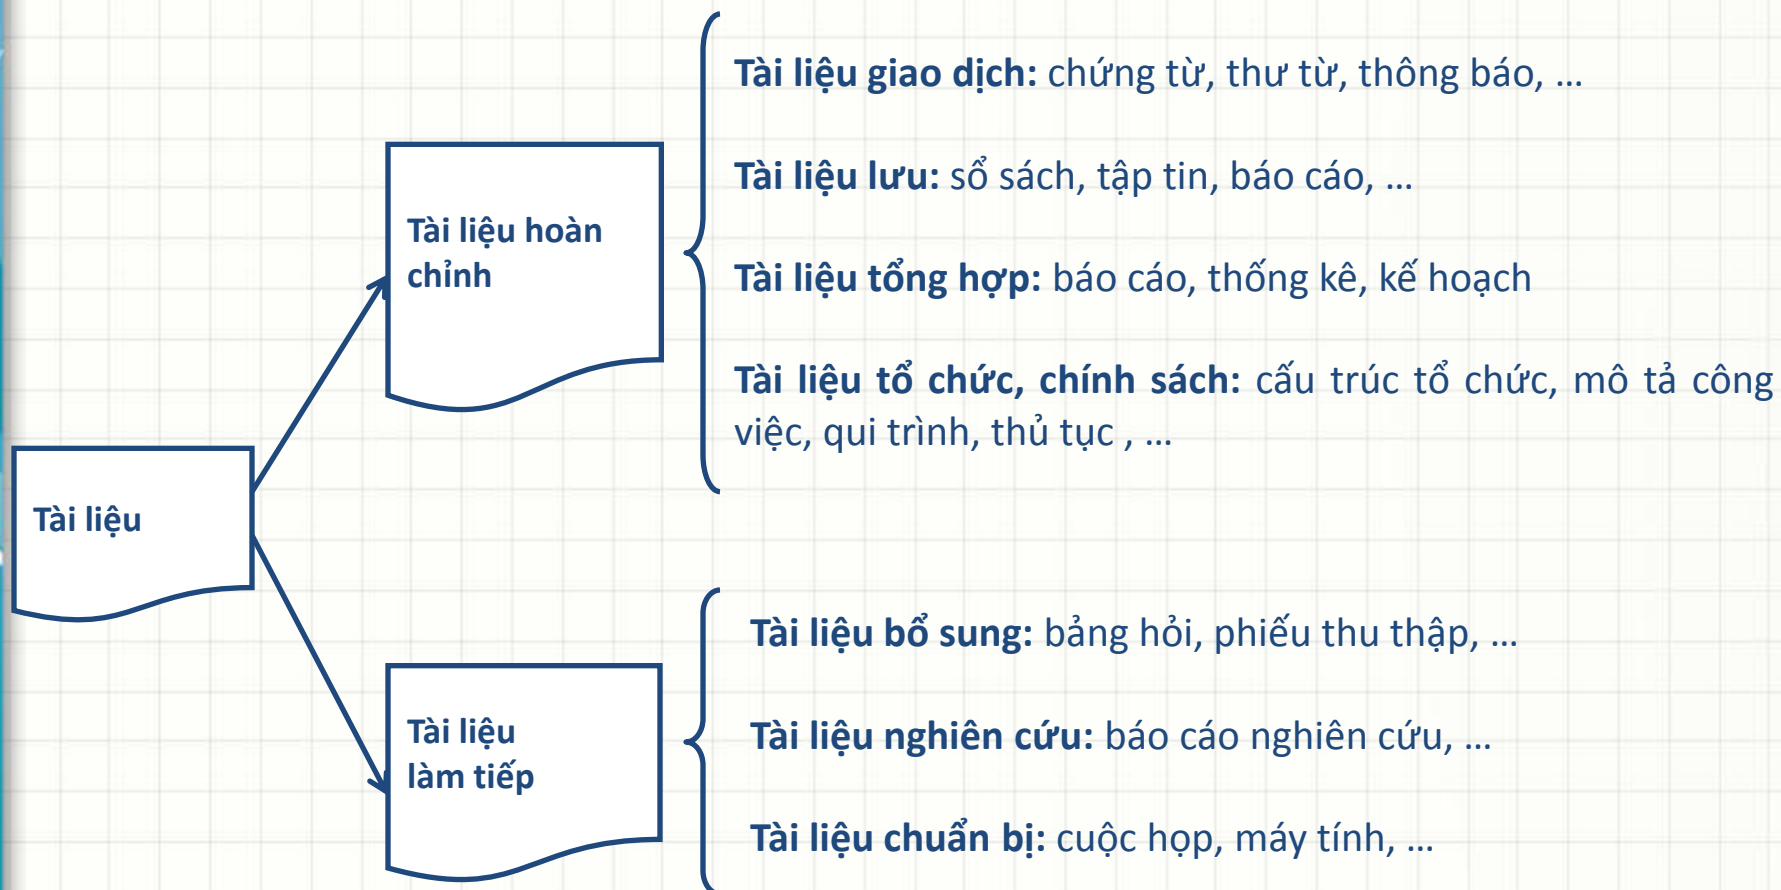 Tài liệu giao dịch: chứng từ, thư từ, thông báo, ...
Tài liệu lưu: sổ sách, tập tin, báo cáo, ...
Tài liệu hoàn
chỉnh
Tài liệu tổng hợp: báo cáo, thống kê, kế hoạch
Tài liệu tổ chức, chính sách: cấu trúc tổ chức, mô tả công
việc, qui trình, thủ tục , ...
Tài liệu
Tài liệu bổ sung: bảng hỏi, phiếu thu thập, ...
Tài liệu
làm tiếp
Tài liệu nghiên cứu: báo cáo nghiên cứu, ...
Tài liệu chuẩn bị: cuộc họp, máy tính, ...